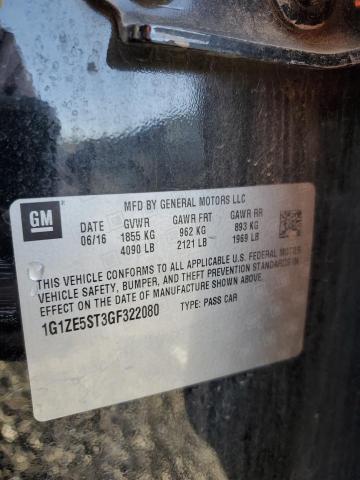 MFD BY GENERAL MOTORS LLC
GM
DATE GVWR GAWR FRT GAWR RR
06/16 1855 KG 962 KG 893 KG
4090 LB 2121 LB 1969 LB
THIS VEHICLE CONFORMS TO ALL APPLICABLE U.S. FEDERAL MOTOR
VEHICLE SAFETY, BUMPER, AND THEFT PREVENTION STANDARDS IN
EFFECT ON THE DATE OF MANUFACTURE SHOWN ABOVE.
1G1ZE5ST3GF322080 TYPE: PASS CAR